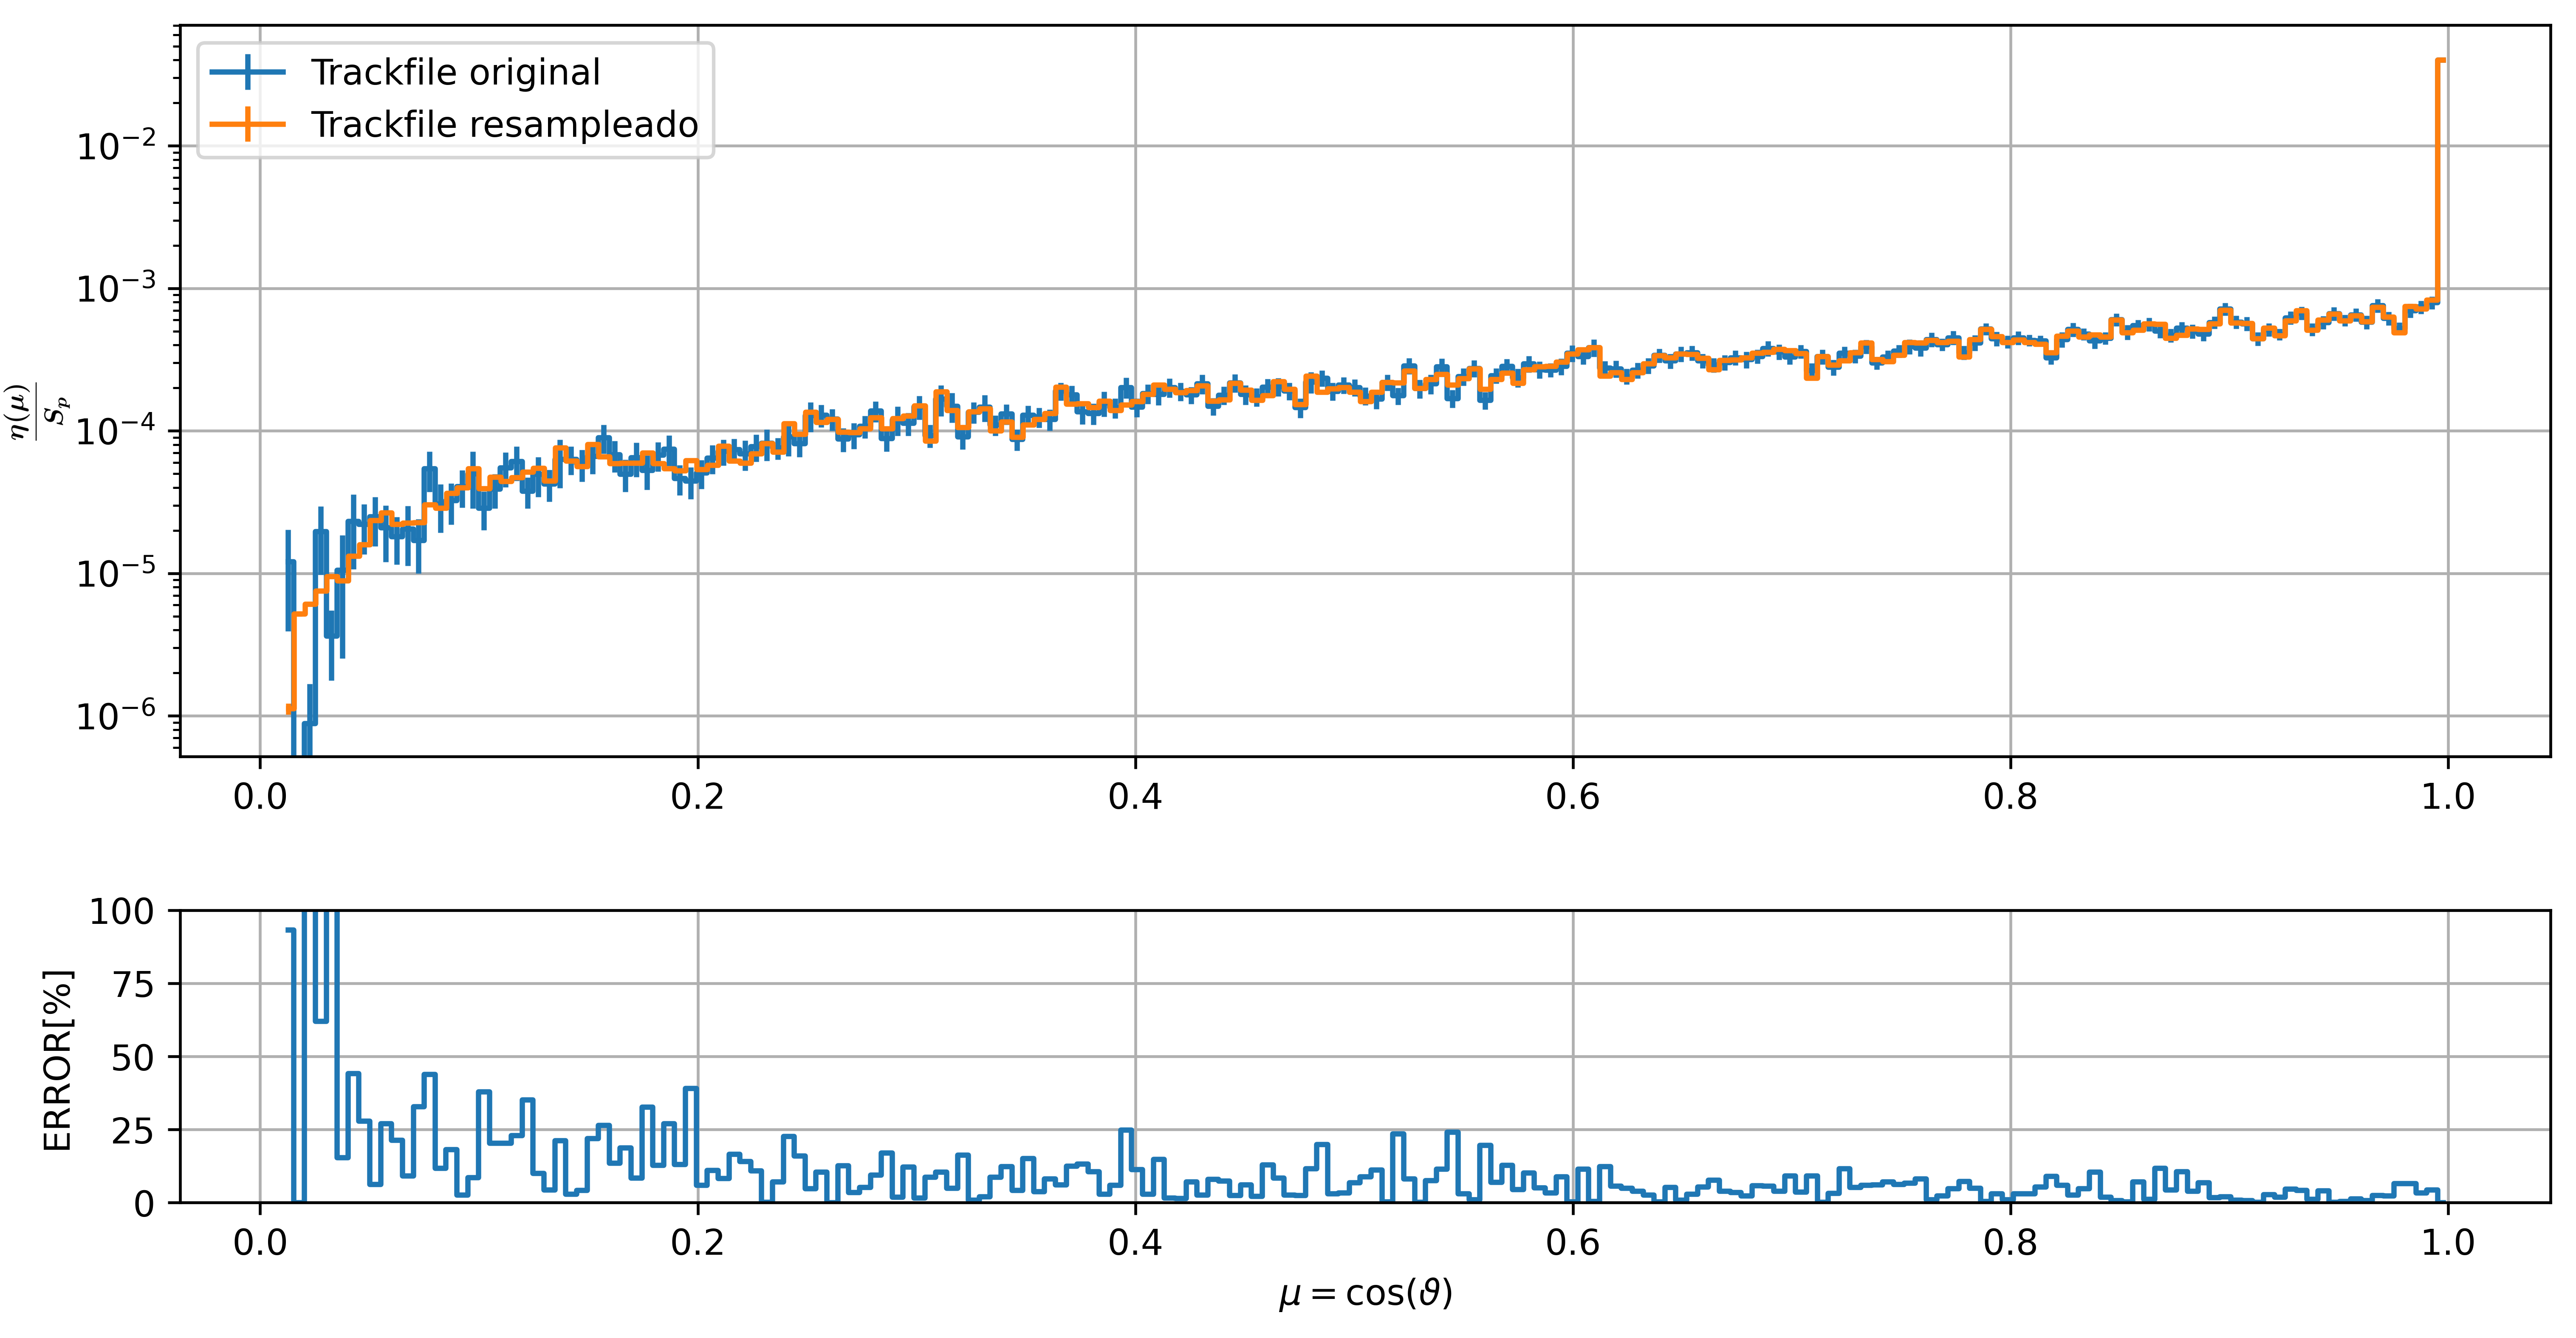 Trackfile original
Trackfile resampleado
10⁻²
10⁻³
10⁻⁴
10⁻⁵
10⁻⁶
η(μ)
S_p
0.0 0.2 0.4 0.6 0.8 1.0
100
75
50
25
0
ERROR[%]
0.0 0.2 0.4 0.6 0.8 1.0
μ = cos(ϑ)